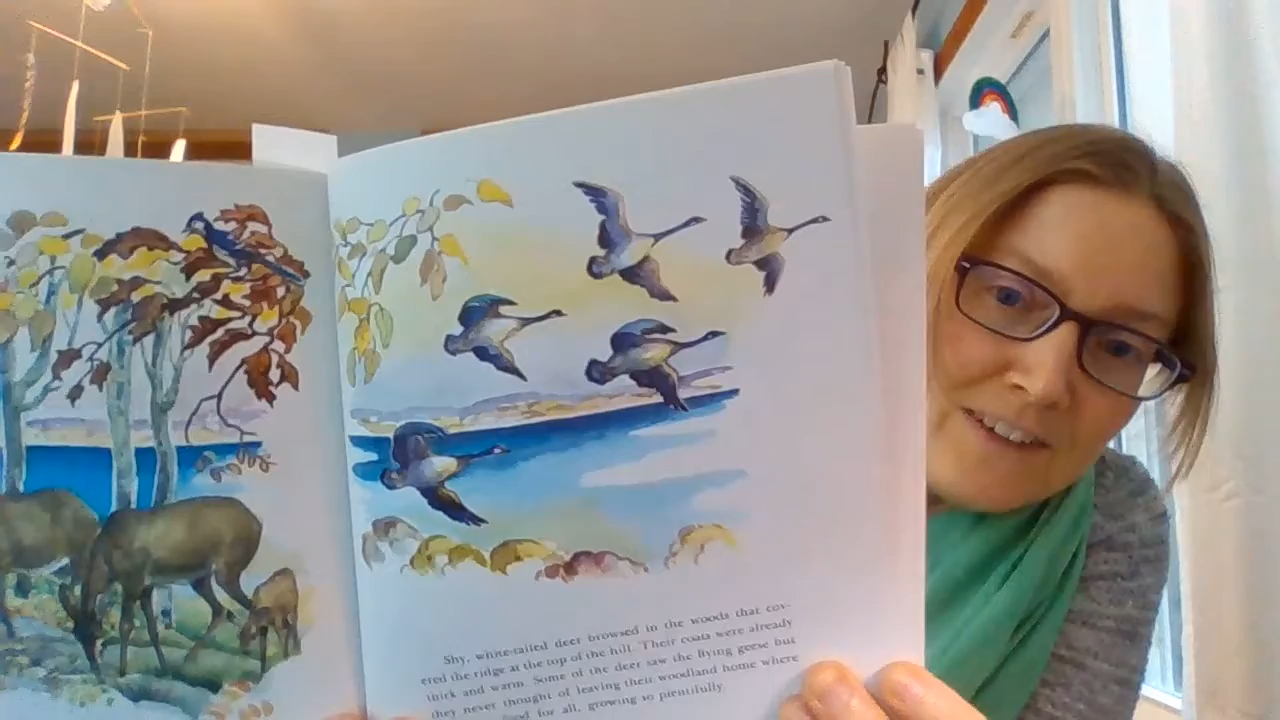 Shy, white-tailed deer browsed in the woods that cov-
ered the ridge at the top of the hill. Their coats were already
thick and warm. Some of the deer saw the flying geese but
they never thought of leaving their woodland home where
food for all, growing so plentifully.